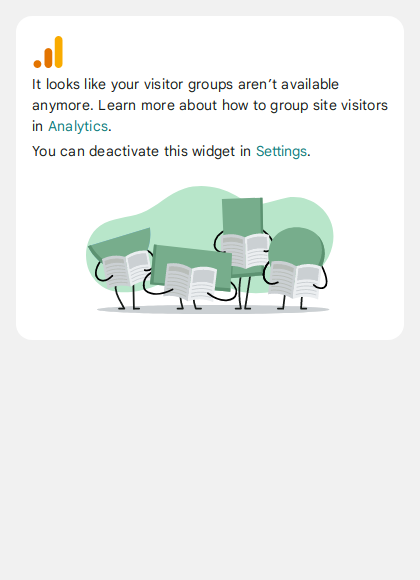 It looks like your visitor groups aren’t available
anymore. Learn more about how to group site visitors
in Analytics.
You can deactivate this widget in Settings.